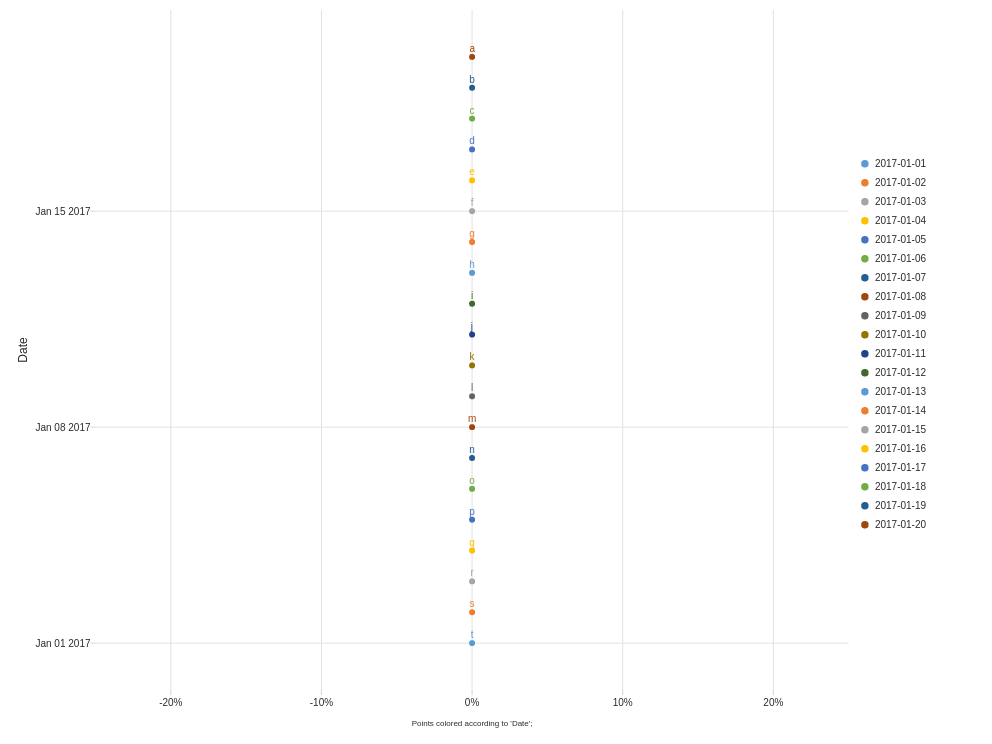 a
b
c
d
e
Jan 15 2017
f
g
h
i
j
k
l
Jan 08 2017
m
n
o
p
q
r
s
Jan 01 2017
t
Date
-20%
-10%
0%
10%
20%
Points colored according to 'Date';
2017-01-01
2017-01-02
2017-01-03
2017-01-04
2017-01-05
2017-01-06
2017-01-07
2017-01-08
2017-01-09
2017-01-10
2017-01-11
2017-01-12
2017-01-13
2017-01-14
2017-01-15
2017-01-16
2017-01-17
2017-01-18
2017-01-19
2017-01-20